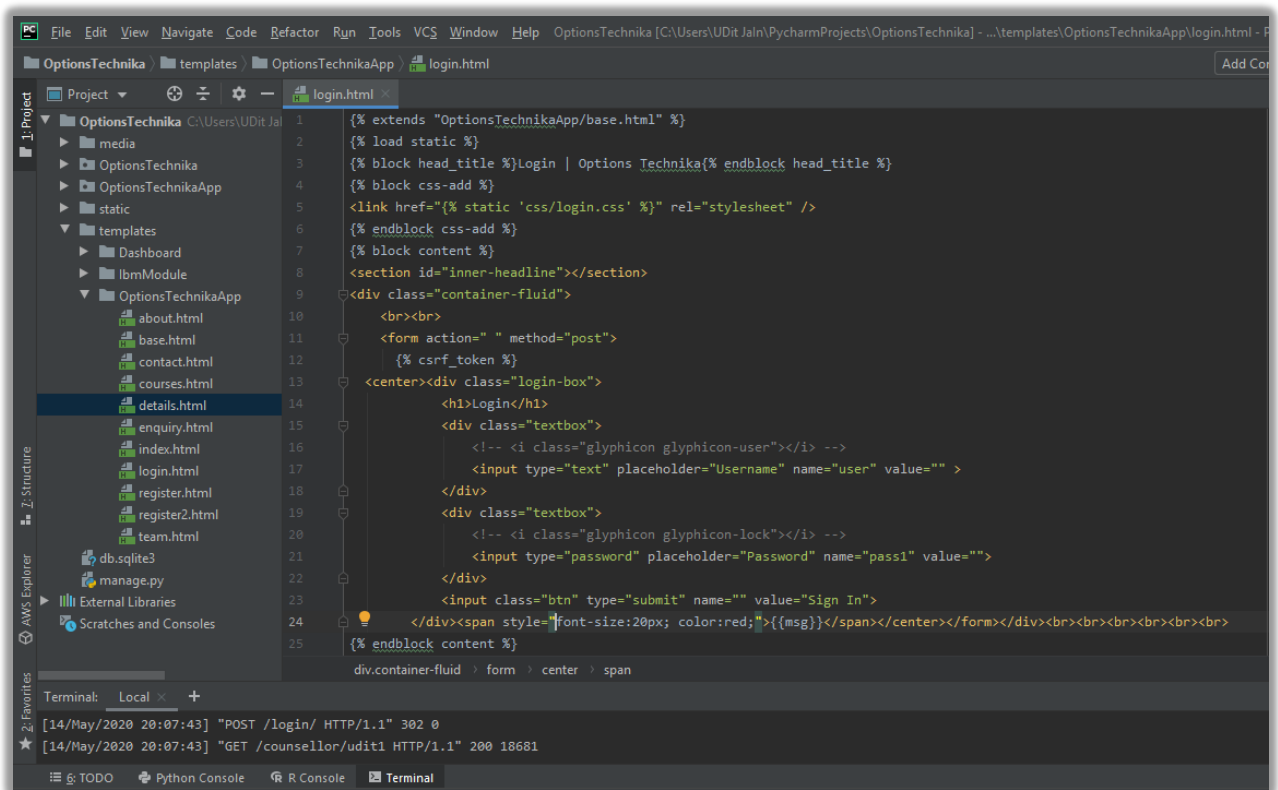 PC File Edit View Navigate Code Refactor Run Tools VCS Window Help OptionsTechnika [C:\Users\UDit JaIn\PycharmProjects\OptionsTechnika] - ...\templates\OptionsTechnikaApp\login.html - P
OptionsTechnika templates OptionsTechnikaApp login.html Add Cor
1: Project
Project
login.html
OptionsTechnika C:\Users\UDit Jal
media
OptionsTechnika
OptionsTechnikaApp
static
templates
Dashboard
IbmModule
OptionsTechnikaApp
about.html
base.html
contact.html
courses.html
details.html
enquiry.html
index.html
login.html
register.html
register2.html
team.html
db.sqlite3
manage.py
External Libraries
Scratches and Consoles
1 {% extends "OptionsTechnikaApp/base.html" %}
2 {% load static %}
3 {% block head_title %}Login | Options Technika{% endblock head_title %}
4 {% block css-add %}
5 <link href="{% static 'css/login.css' %}" rel="stylesheet" />
6 {% endblock css-add %}
7 {% block content %}
8 <section id="inner-headline"></section>
9 <div class="container-fluid">
10 <br><br>
11 <form action=" " method="post">
12 {% csrf_token %}
13 <center><div class="login-box">
14 <h1>Login</h1>
15 <div class="textbox">
16 <!-- <i class="glyphicon glyphicon-user"></i> -->
17 <input type="text" placeholder="Username" name="user" value="" >
18 </div>
19 <div class="textbox">
20 <!-- <i class="glyphicon glyphicon-lock"></i> -->
21 <input type="password" placeholder="Password" name="pass1" value="">
22 </div>
23 <input class="btn" type="submit" name="" value="Sign In">
24 </div><span style="font-size:20px; color:red;">{{msg}}</span></center></form></div><br><br><br><br><br><br>
25 {% endblock content %}
div.container-fluid form center span
Z: Structure
AWS Explorer
2: Favorites
Terminal: Local +
[14/May/2020 20:07:43] "POST /login/ HTTP/1.1" 302 0
[14/May/2020 20:07:43] "GET /counsellor/udit1 HTTP/1.1" 200 18681
6: TODO Python Console R Console Terminal